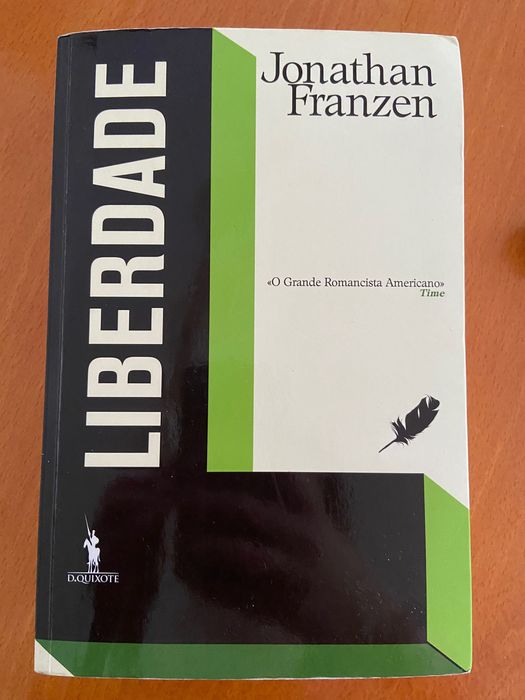 LIBERDADE
Jonathan
Franzen
«O Grande Romancista Americano»
Time
D.QUIXOTE